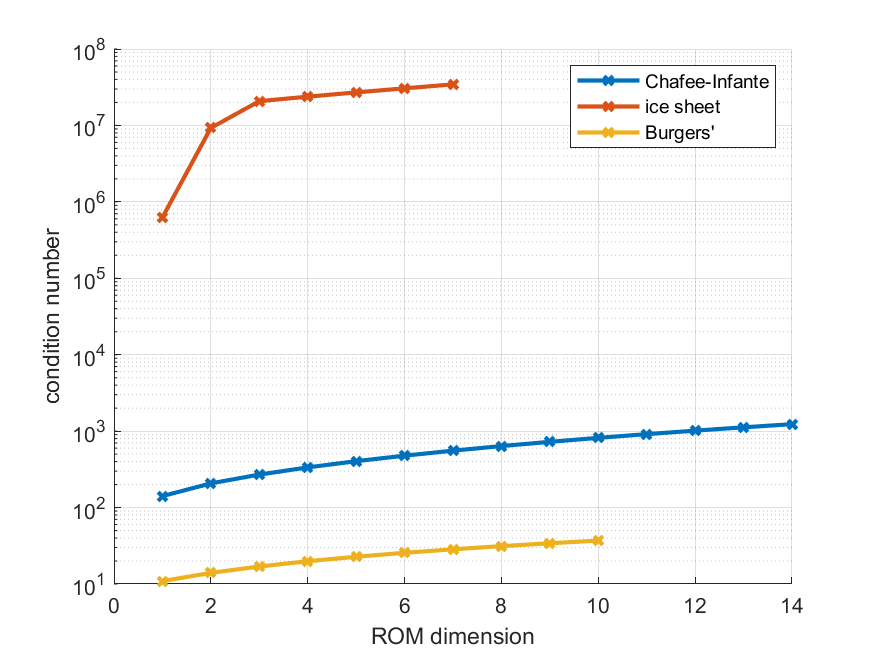 10^8
10^7
10^6
10^5
10^4
10^3
10^2
10^1
condition number
Chafee-Infante
ice sheet
Burgers'
0 2 4 6 8 10 12 14
ROM dimension